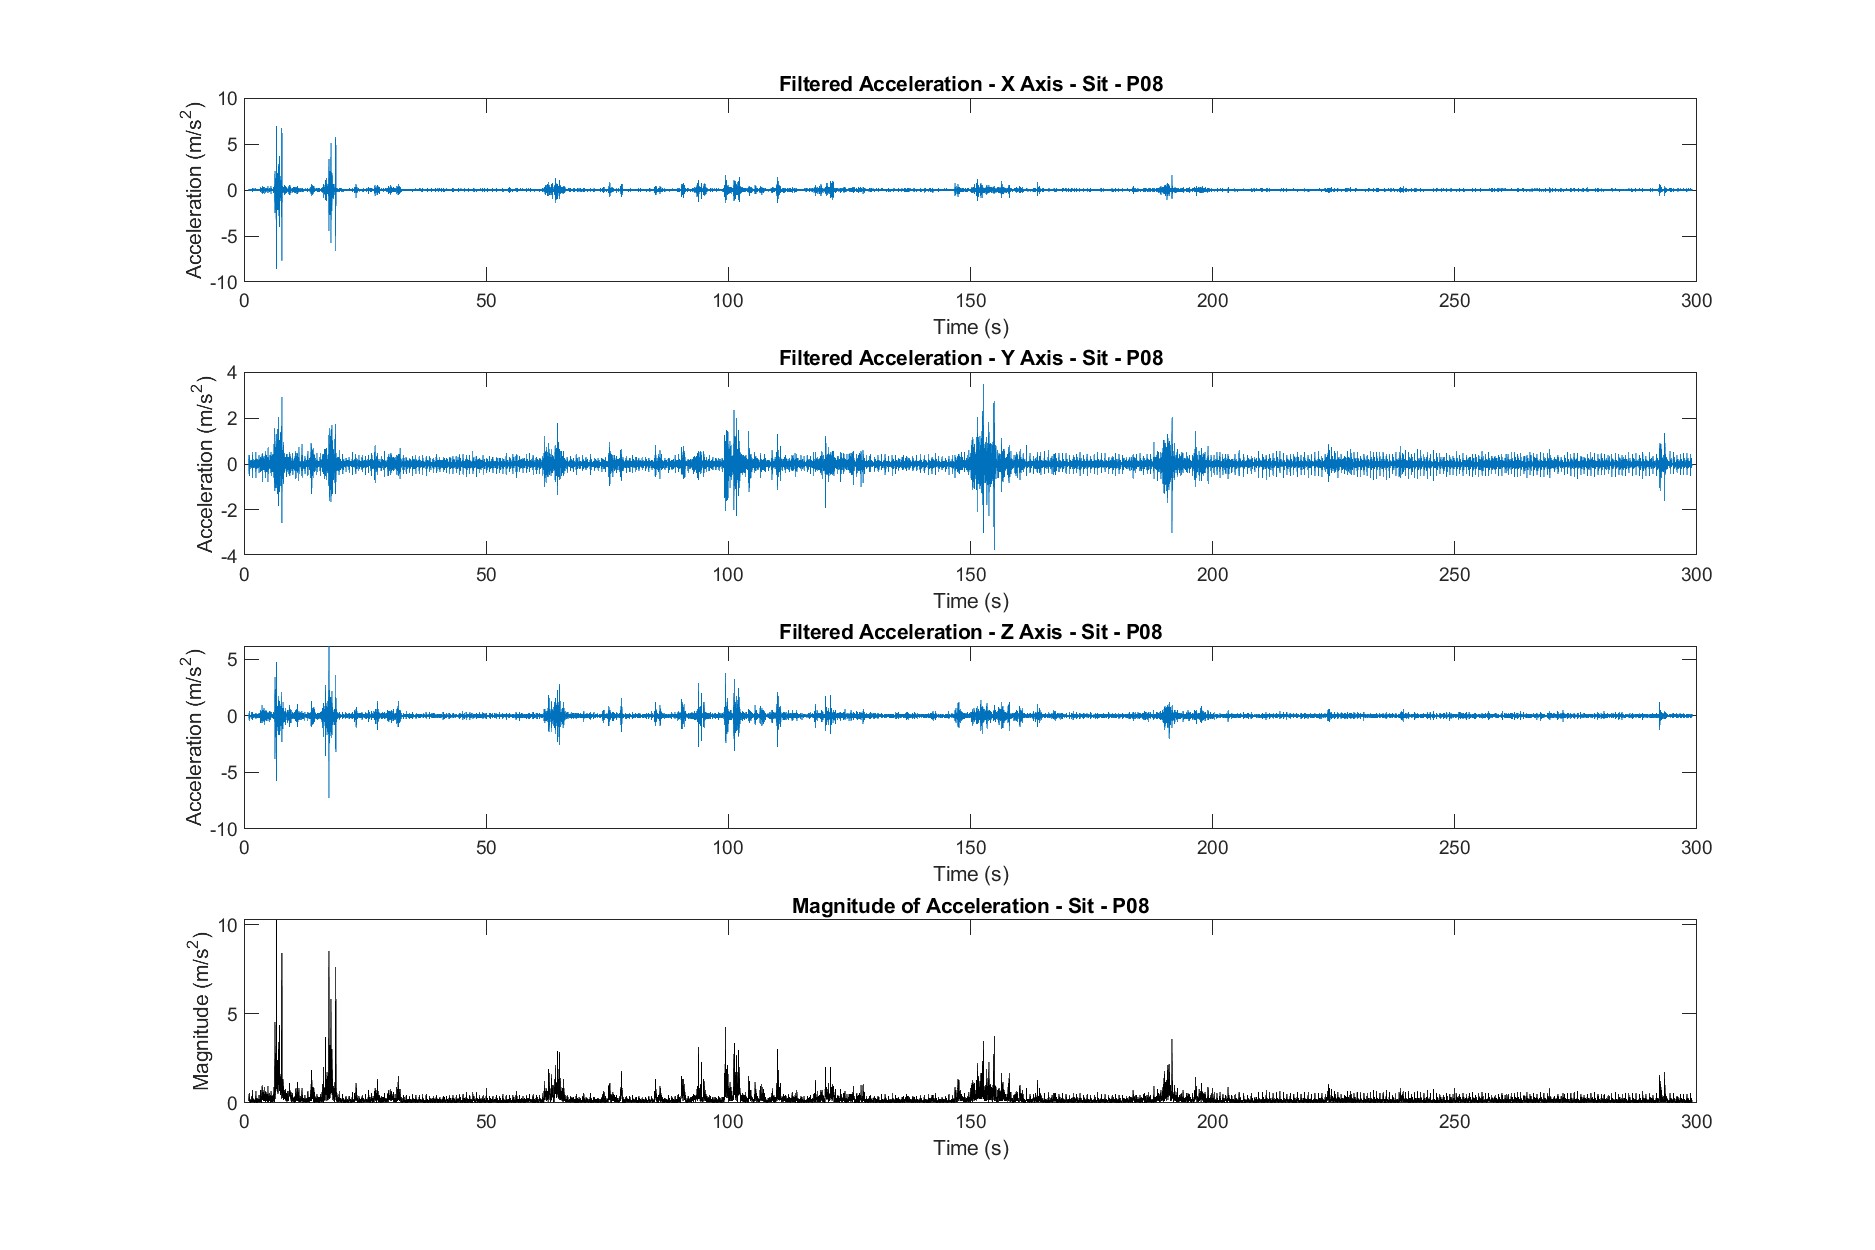 Filtered Acceleration - X Axis - Sit - P08
Acceleration (m/s²)
10
5
0
-5
-10
0 50 100 150 200 250 300
Time (s)
Filtered Acceleration - Y Axis - Sit - P08
Acceleration (m/s²)
4
2
0
-2
-4
0 50 100 150 200 250 300
Time (s)
Filtered Acceleration - Z Axis - Sit - P08
Acceleration (m/s²)
5
0
-5
-10
0 50 100 150 200 250 300
Time (s)
Magnitude of Acceleration - Sit - P08
Magnitude (m/s²)
10
5
0
0 50 100 150 200 250 300
Time (s)